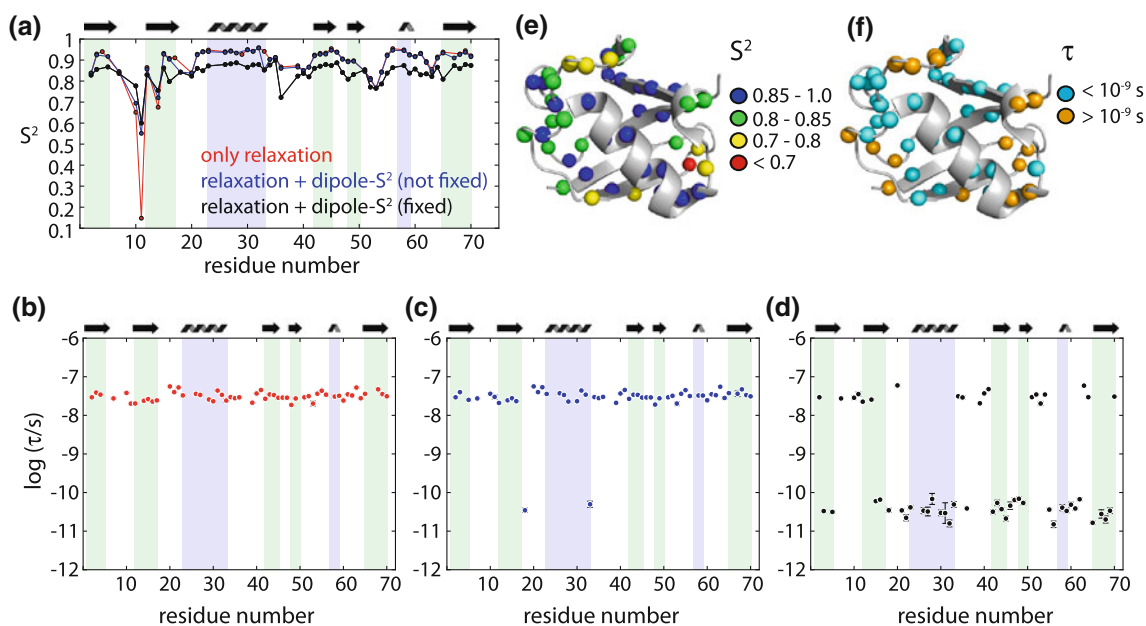 (a)
S²
1
0.9
0.8
0.7
0.6
0.5
0.4
0.3
0.2
0.1
only relaxation
relaxation + dipole-S² (not fixed)
relaxation + dipole-S² (fixed)
10 20 30 40 50 60 70
residue number
(e)
S²
0.85 - 1.0
0.8 - 0.85
0.7 - 0.8
< 0.7
(f)
τ
< 10⁻⁹ s
> 10⁻⁹ s
(b)
log (τ/s)
-6
-7
-8
-10
-11
-12
10 20 30 40 50 60 70
residue number
(c)
-6
-7
-8
-10
-11
-12
10 20 30 40 50 60 70
residue number
(d)
-6
-7
-8
-10
-11
-12
10 20 30 40 50 60 70
residue number